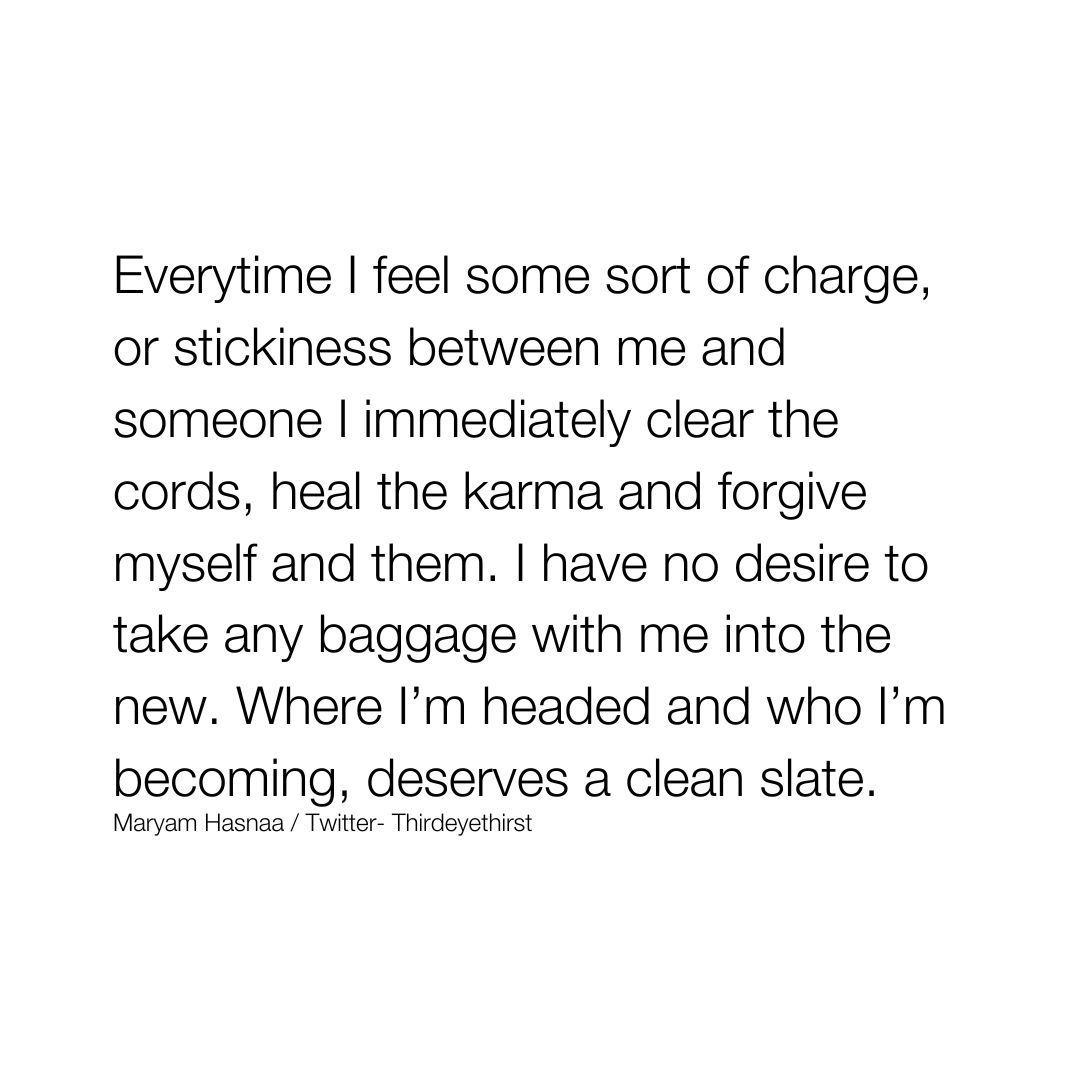 Everytime I feel some sort of charge,
or stickiness between me and
someone I immediately clear the
cords, heal the karma and forgive
myself and them. I have no desire to
take any baggage with me into the
new. Where I’m headed and who I’m
becoming, deserves a clean slate.
Maryam Hasnaa / Twitter- Thirdeyethirst